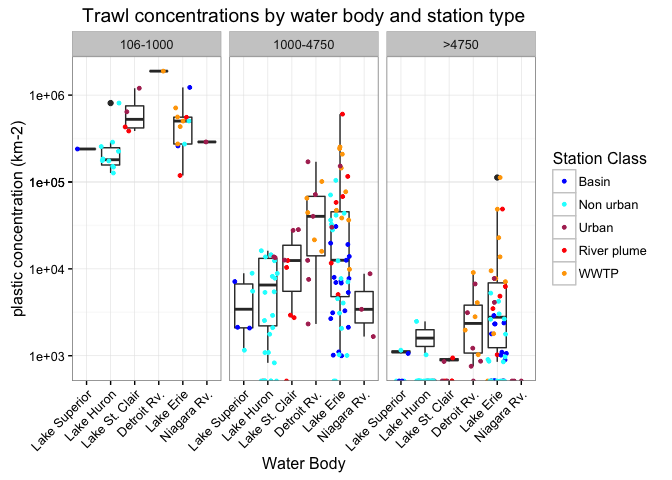 Trawl concentrations by water body and station type
106-1000
1000-4750
>4750
1e+06
1e+05
1e+04
1e+03
plastic concentration (km-2)
Lake Superior
Lake Huron
Lake St. Clair
Detroit Rv.
Lake Erie
Niagara Rv.
Lake Superior
Lake Huron
Lake St. Clair
Detroit Rv.
Lake Erie
Niagara Rv.
Lake Superior
Lake Huron
Lake St. Clair
Detroit Rv.
Lake Erie
Niagara Rv.
Water Body
Station Class
Basin
Non urban
Urban
River plume
WWTP